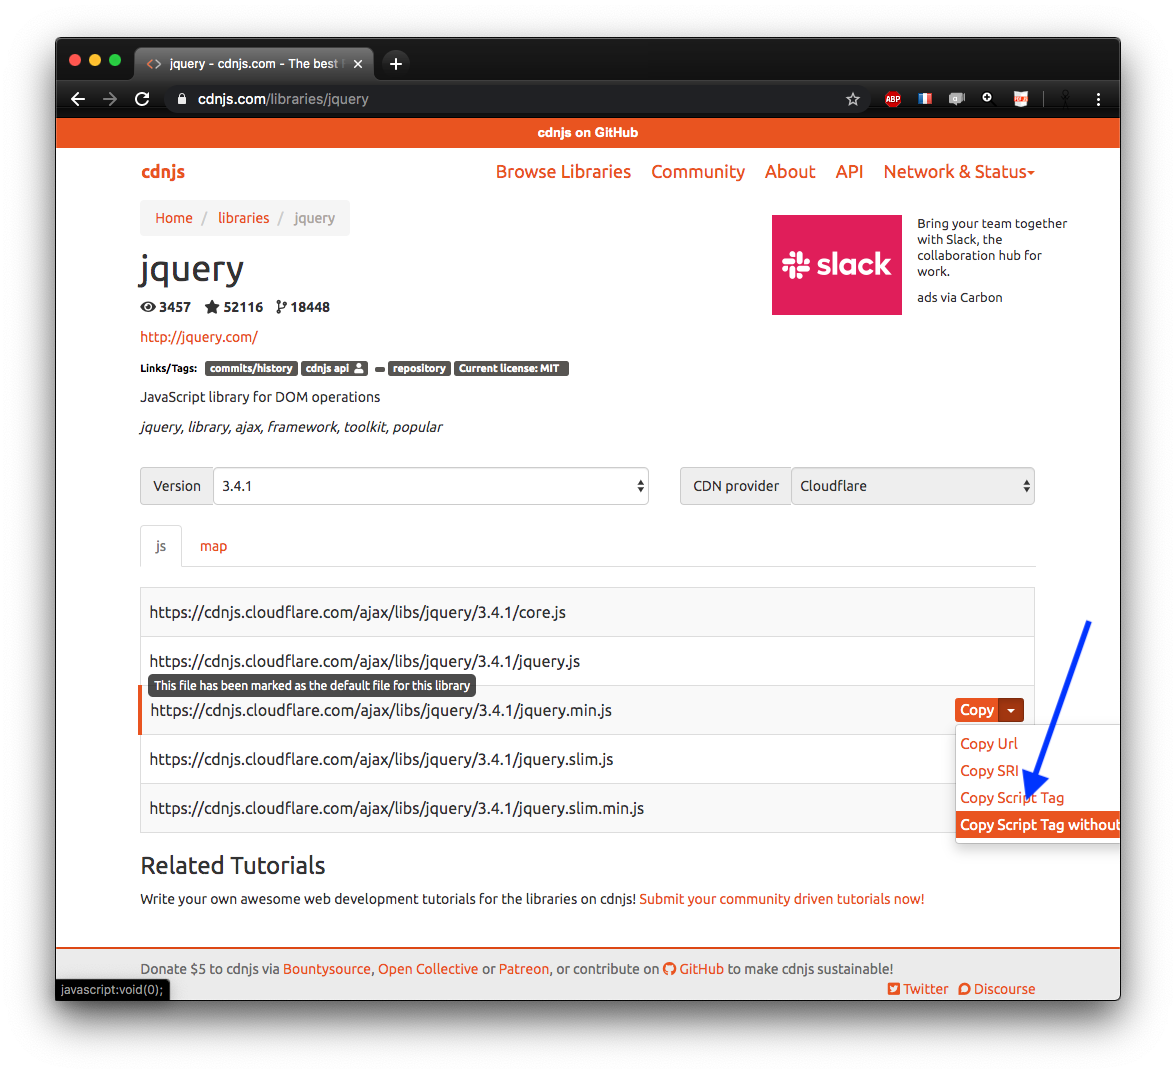 jquery - cdnjs.com - The best
cdnjs.com/libraries/jquery
ABP
cdnjs on GitHub
cdnjs
Browse Libraries Community About API Network & Status
Home / libraries / jquery
slack
Bring your team together
with Slack, the
collaboration hub for
work.
ads via Carbon
jquery
3457 52116 18448
http://jquery.com/
Links/Tags: commits/history cdnjs api repository Current license: MIT
JavaScript library for DOM operations
jquery, library, ajax, framework, toolkit, popular
Version 3.4.1 CDN provider Cloudflare
js map
https://cdnjs.cloudflare.com/ajax/libs/jquery/3.4.1/core.js
https://cdnjs.cloudflare.com/ajax/libs/jquery/3.4.1/jquery.js
This file has been marked as the default file for this library
https://cdnjs.cloudflare.com/ajax/libs/jquery/3.4.1/jquery.min.js
Copy
Copy Url
Copy SRI
Copy Script Tag
Copy Script Tag without
https://cdnjs.cloudflare.com/ajax/libs/jquery/3.4.1/jquery.slim.js
https://cdnjs.cloudflare.com/ajax/libs/jquery/3.4.1/jquery.slim.min.js
Related Tutorials
Write your own awesome web development tutorials for the libraries on cdnjs! Submit your community driven tutorials now!
Donate $5 to cdnjs via Bountysource, Open Collective or Patreon, or contribute on GitHub to make cdnjs sustainable!
Twitter Discourse
javascript:void(0);